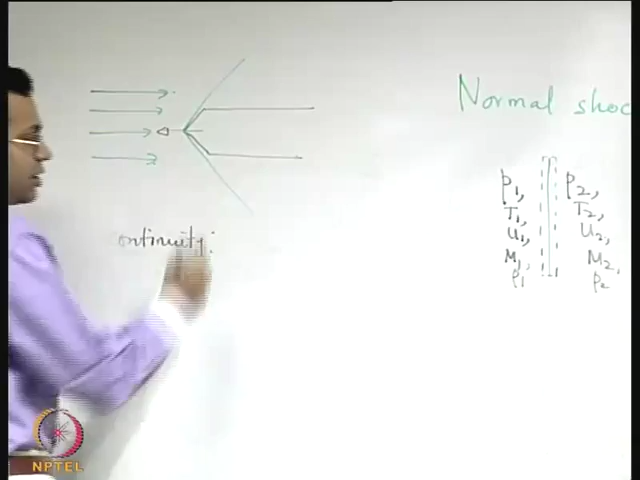 Normal shoc
p1, p2,
T1, T2,
u1, u2,
M1, M2,
ρ1 ρ2
ontinuity:
NPTEL